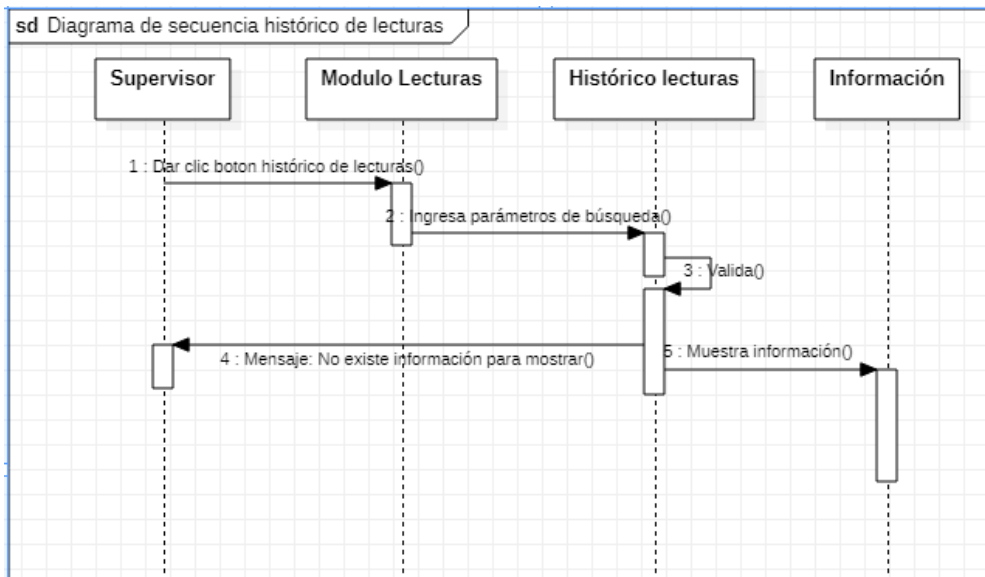 sd Diagrama de secuencia histórico de lecturas
Supervisor
Modulo Lecturas
Histórico lecturas
Información
1 : Dar clic boton histórico de lecturas()
2 : Ingresa parámetros de búsqueda()
3 : Valida()
4 : Mensaje: No existe información para mostrar()
5 : Muestra información()